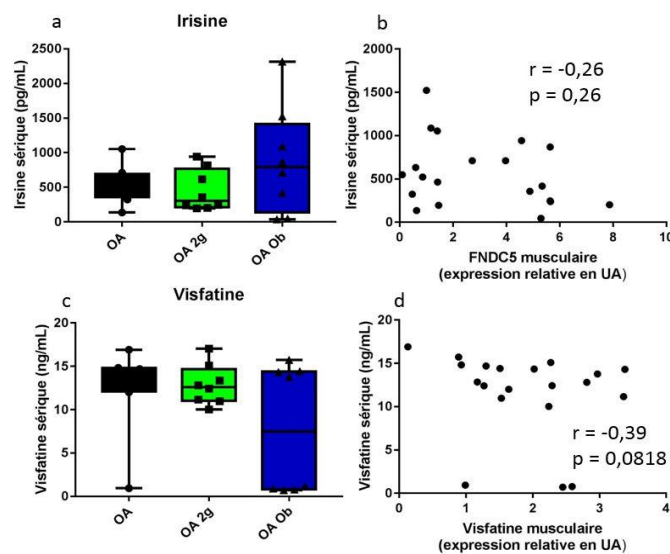 a
Irisine
Irisine sérique (pg/mL)
2500
2000
1500
1000
500
0
OA
OA 2g
OA Ob
b
Irsine sérique (pg/mL)
2000
1500
1000
500
0
r = -0,26
p = 0,26
0
2
4
6
8
10
FNDC5 musculaire
(expression relative en UA)
c
Visfatine
Visfatine sérique (ng/mL)
20
15
10
5
0
OA
OA 2g
OA Ob
d
Visfatine sérique (ng/mL)
20
15
10
5
0
r = -0,39
p = 0,0818
0
1
2
3
4
Visfatine musculaire
(expression relative en UA)